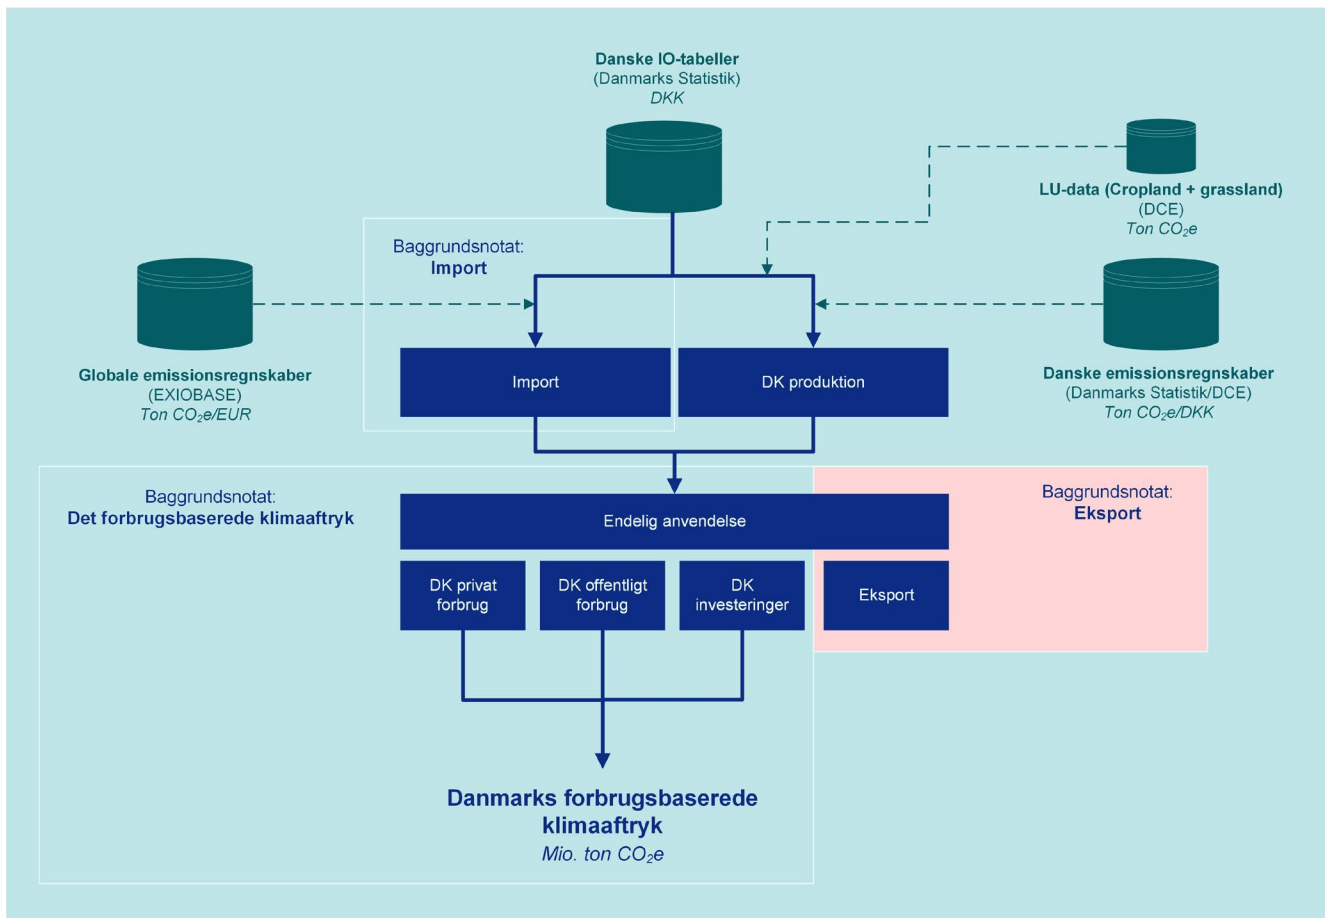 Danske IO-tabeller
(Danmarks Statistik)
DKK
LU-data (Cropland + grassland)
(DCE)
Ton CO₂e
Baggrundsnotat:
Import
Globale emissionsregnskaber
(EXIOBASE)
Ton CO₂e/EUR
Danske emissionsregnskaber
(Danmarks Statistik/DCE)
Ton CO₂e/DKK
Import
DK produktion
Baggrundsnotat:
Det forbrugsbaserede klimaaftryk
Endelig anvendelse
Baggrundsnotat:
Eksport
DK privat
forbrug
DK offentligt
forbrug
DK
investeringer
Eksport
Danmarks forbrugsbaserede
klimaaftryk
Mio. ton CO₂e